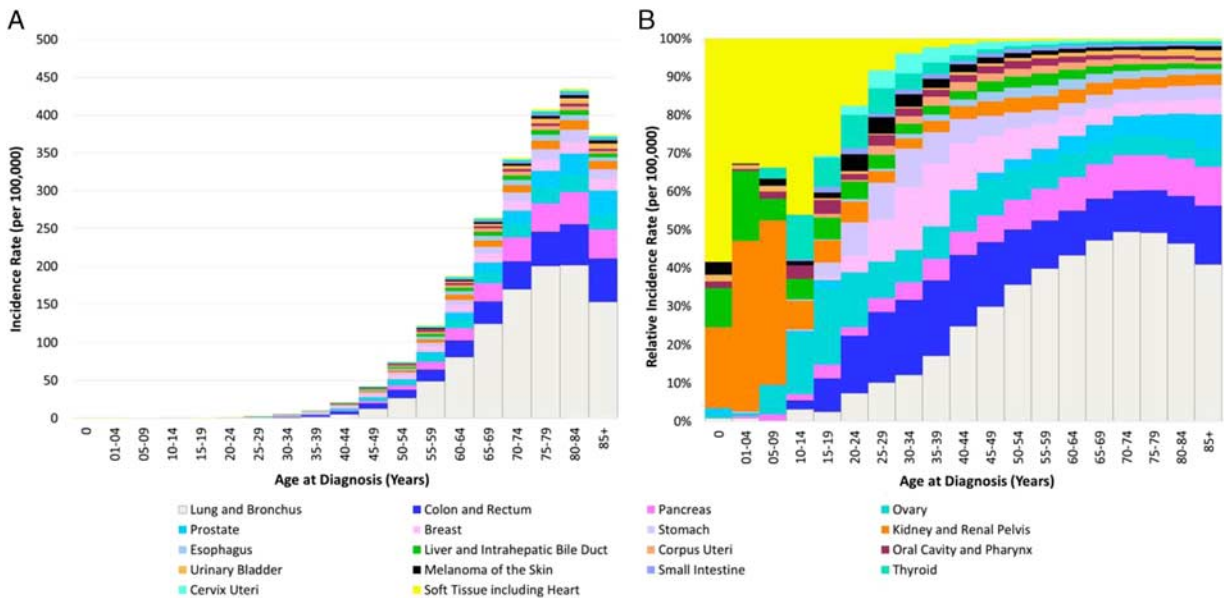 A
500
450
400
350
300
250
200
150
100
50
0
Incidence Rate (per 100,000)
0
01-04
05-09
10-14
15-19
20-24
25-29
30-34
35-39
40-44
45-49
50-54
55-59
60-64
65-69
70-74
75-79
80-84
85+
Age at Diagnosis (Years)
B
100%
90%
80%
70%
60%
50%
40%
30%
20%
10%
0%
Relative Incidence Rate (per 100,000)
0
01-04
05-09
10-14
15-19
20-24
25-29
30-34
35-39
40-44
45-49
50-54
55-59
60-64
65-69
70-74
75-79
80-84
85+
Age at Diagnosis (Years)
Lung and Bronchus
Colon and Rectum
Pancreas
Ovary
Prostate
Breast
Stomach
Kidney and Renal Pelvis
Esophagus
Liver and Intrahepatic Bile Duct
Corpus Uteri
Oral Cavity and Pharynx
Urinary Bladder
Melanoma of the Skin
Small Intestine
Thyroid
Cervix Uteri
Soft Tissue including Heart